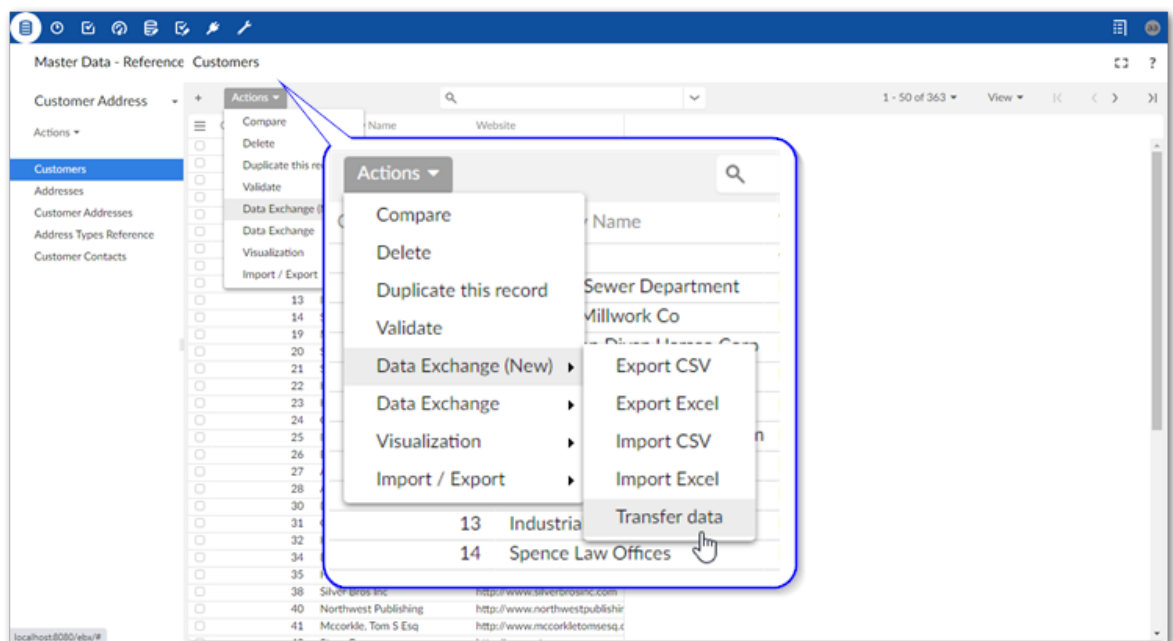 Master Data - Reference Customers
?
Customer Address
+ Actions
1 - 50 of 363
View
Actions
Compare
Name
Website
Delete
Customers
Duplicate this re
Addresses
Validate
Customer Addresses
Data Exchange (
Address Types Reference
Data Exchange
Customer Contacts
Visualization
Import / Export
13
14
19
20
21
22
23
24
25
26
27
28
30
31
32
34
35
38 Silver Bros Inc http://www.silverbrosinc.com
40 Northwest Publishing http://www.northwestpublishir
41 Mccorkle, Tom S Esq http://www.mccorkletomsesq.c
localhost:8080/ebx/#
Actions
Compare
Name
Delete
Duplicate this record
Sewer Department
Validate
Millwork Co
Data Exchange (New)
Export CSV
Data Exchange
Export Excel
Visualization
Import CSV
n
Import / Export
Import Excel
Transfer data
13 Industria
14 Spence Law Offices